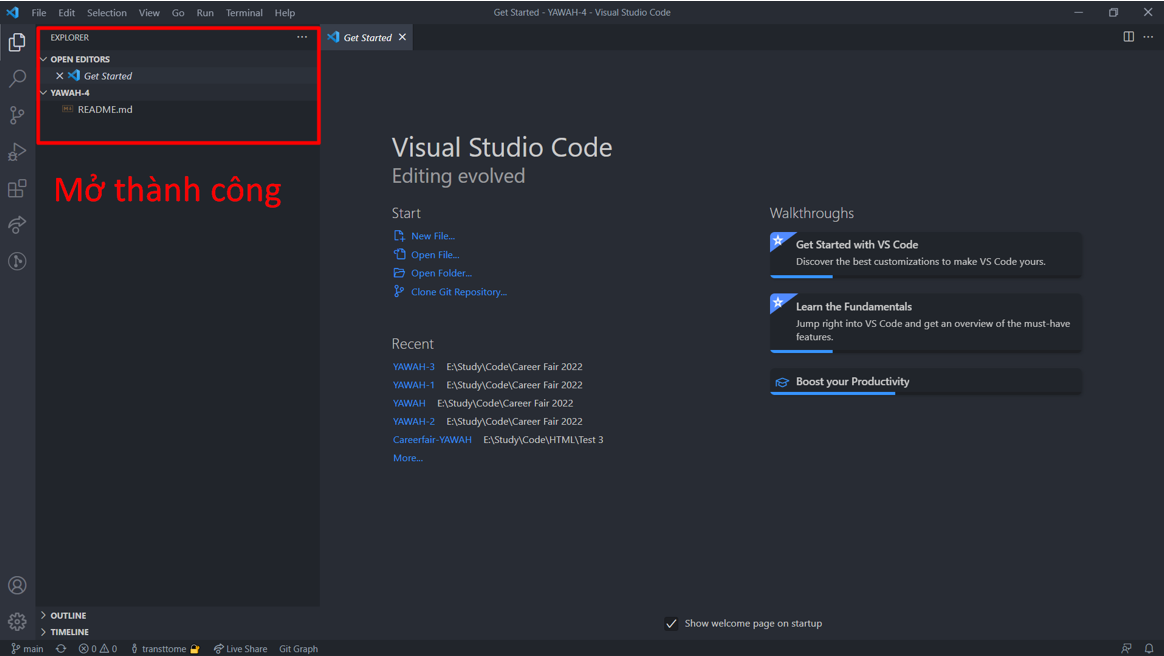 File Edit Selection View Go Run Terminal Help
Get Started - YAWAH-4 - Visual Studio Code
EXPLORER
OPEN EDITORS
Get Started
YAWAH-4
README.md
Mở thành công
Get Started
Visual Studio Code
Editing evolved
Start
New File...
Open File...
Open Folder...
Clone Git Repository...
Recent
YAWAH-3 E:\Study\Code\Career Fair 2022
YAWAH-1 E:\Study\Code\Career Fair 2022
YAWAH E:\Study\Code\Career Fair 2022
YAWAH-2 E:\Study\Code\Career Fair 2022
Careerfair-YAWAH E:\Study\Code\HTML\Test 3
More...
Walkthroughs
Get Started with VS Code
Discover the best customizations to make VS Code yours.
Learn the Fundamentals
Jump right into VS Code and get an overview of the must-have
features.
Boost your Productivity
Show welcome page on startup
OUTLINE
TIMELINE
main 0 0 transttome Live Share Git Graph